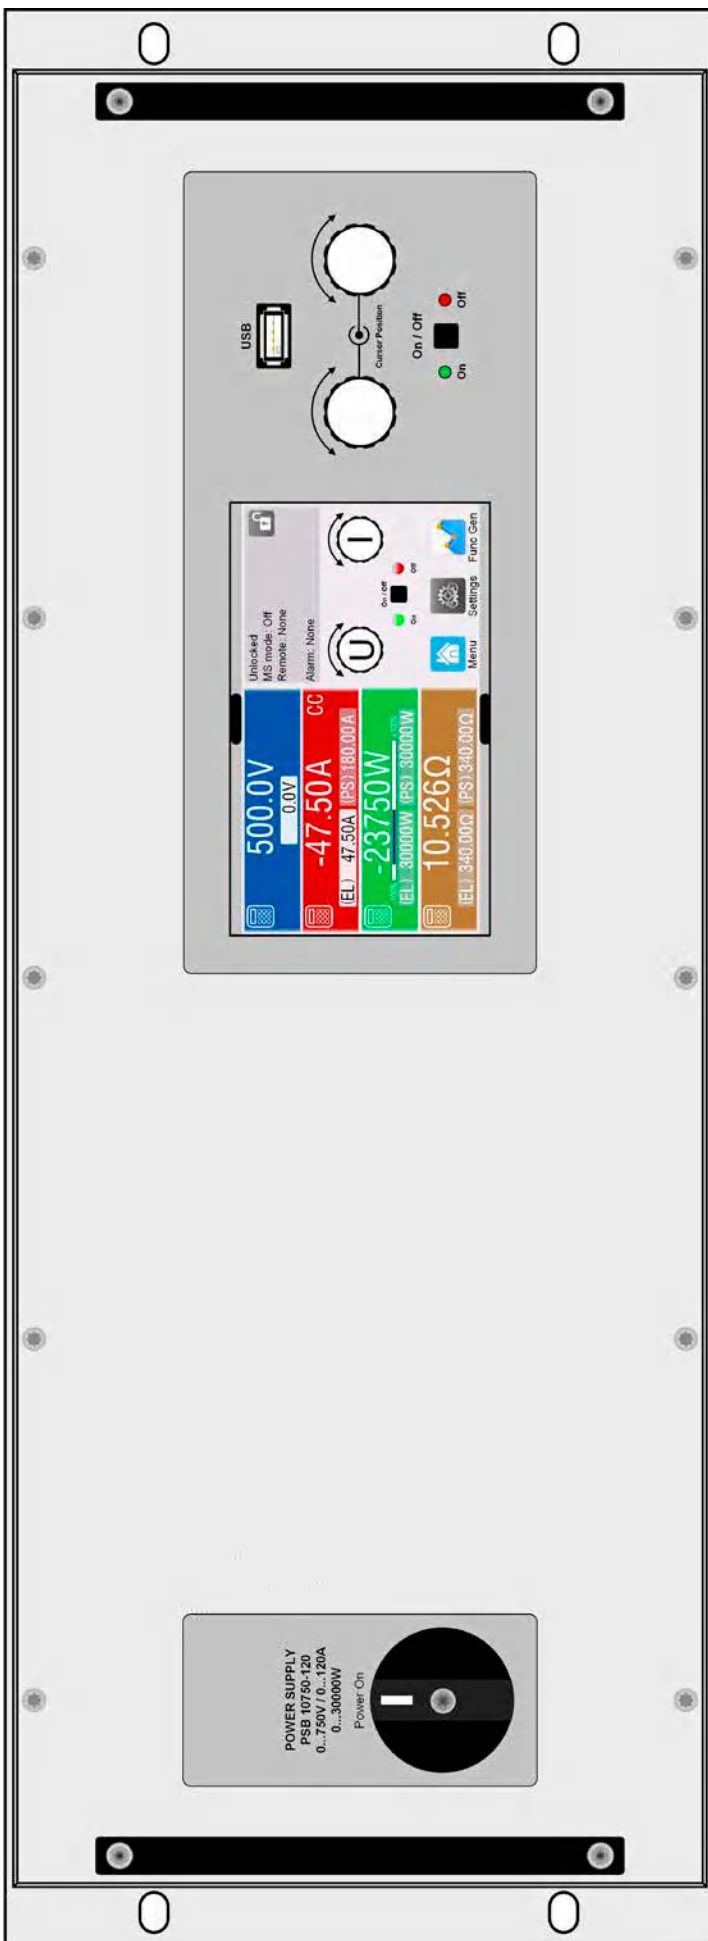 POWER SUPPLY
PSB 10750-120
0...750V / 0...120A
0...30000W
Power On
500.0V
0.0V
-47.50A
CC
(EL) 47.50A (PS) 180.00A
-23750W
(EL) 30000W (PS) 30000W
10.526Ω
(EL) 340.00Ω (PS) 340.00Ω
Unlocked
MS mode: Off
Remote: None
Alarm: None
U
I
On / Off
On
Off
Menu
Settings
Func Gen
USB
Cursor Position
On / Off
On
Off